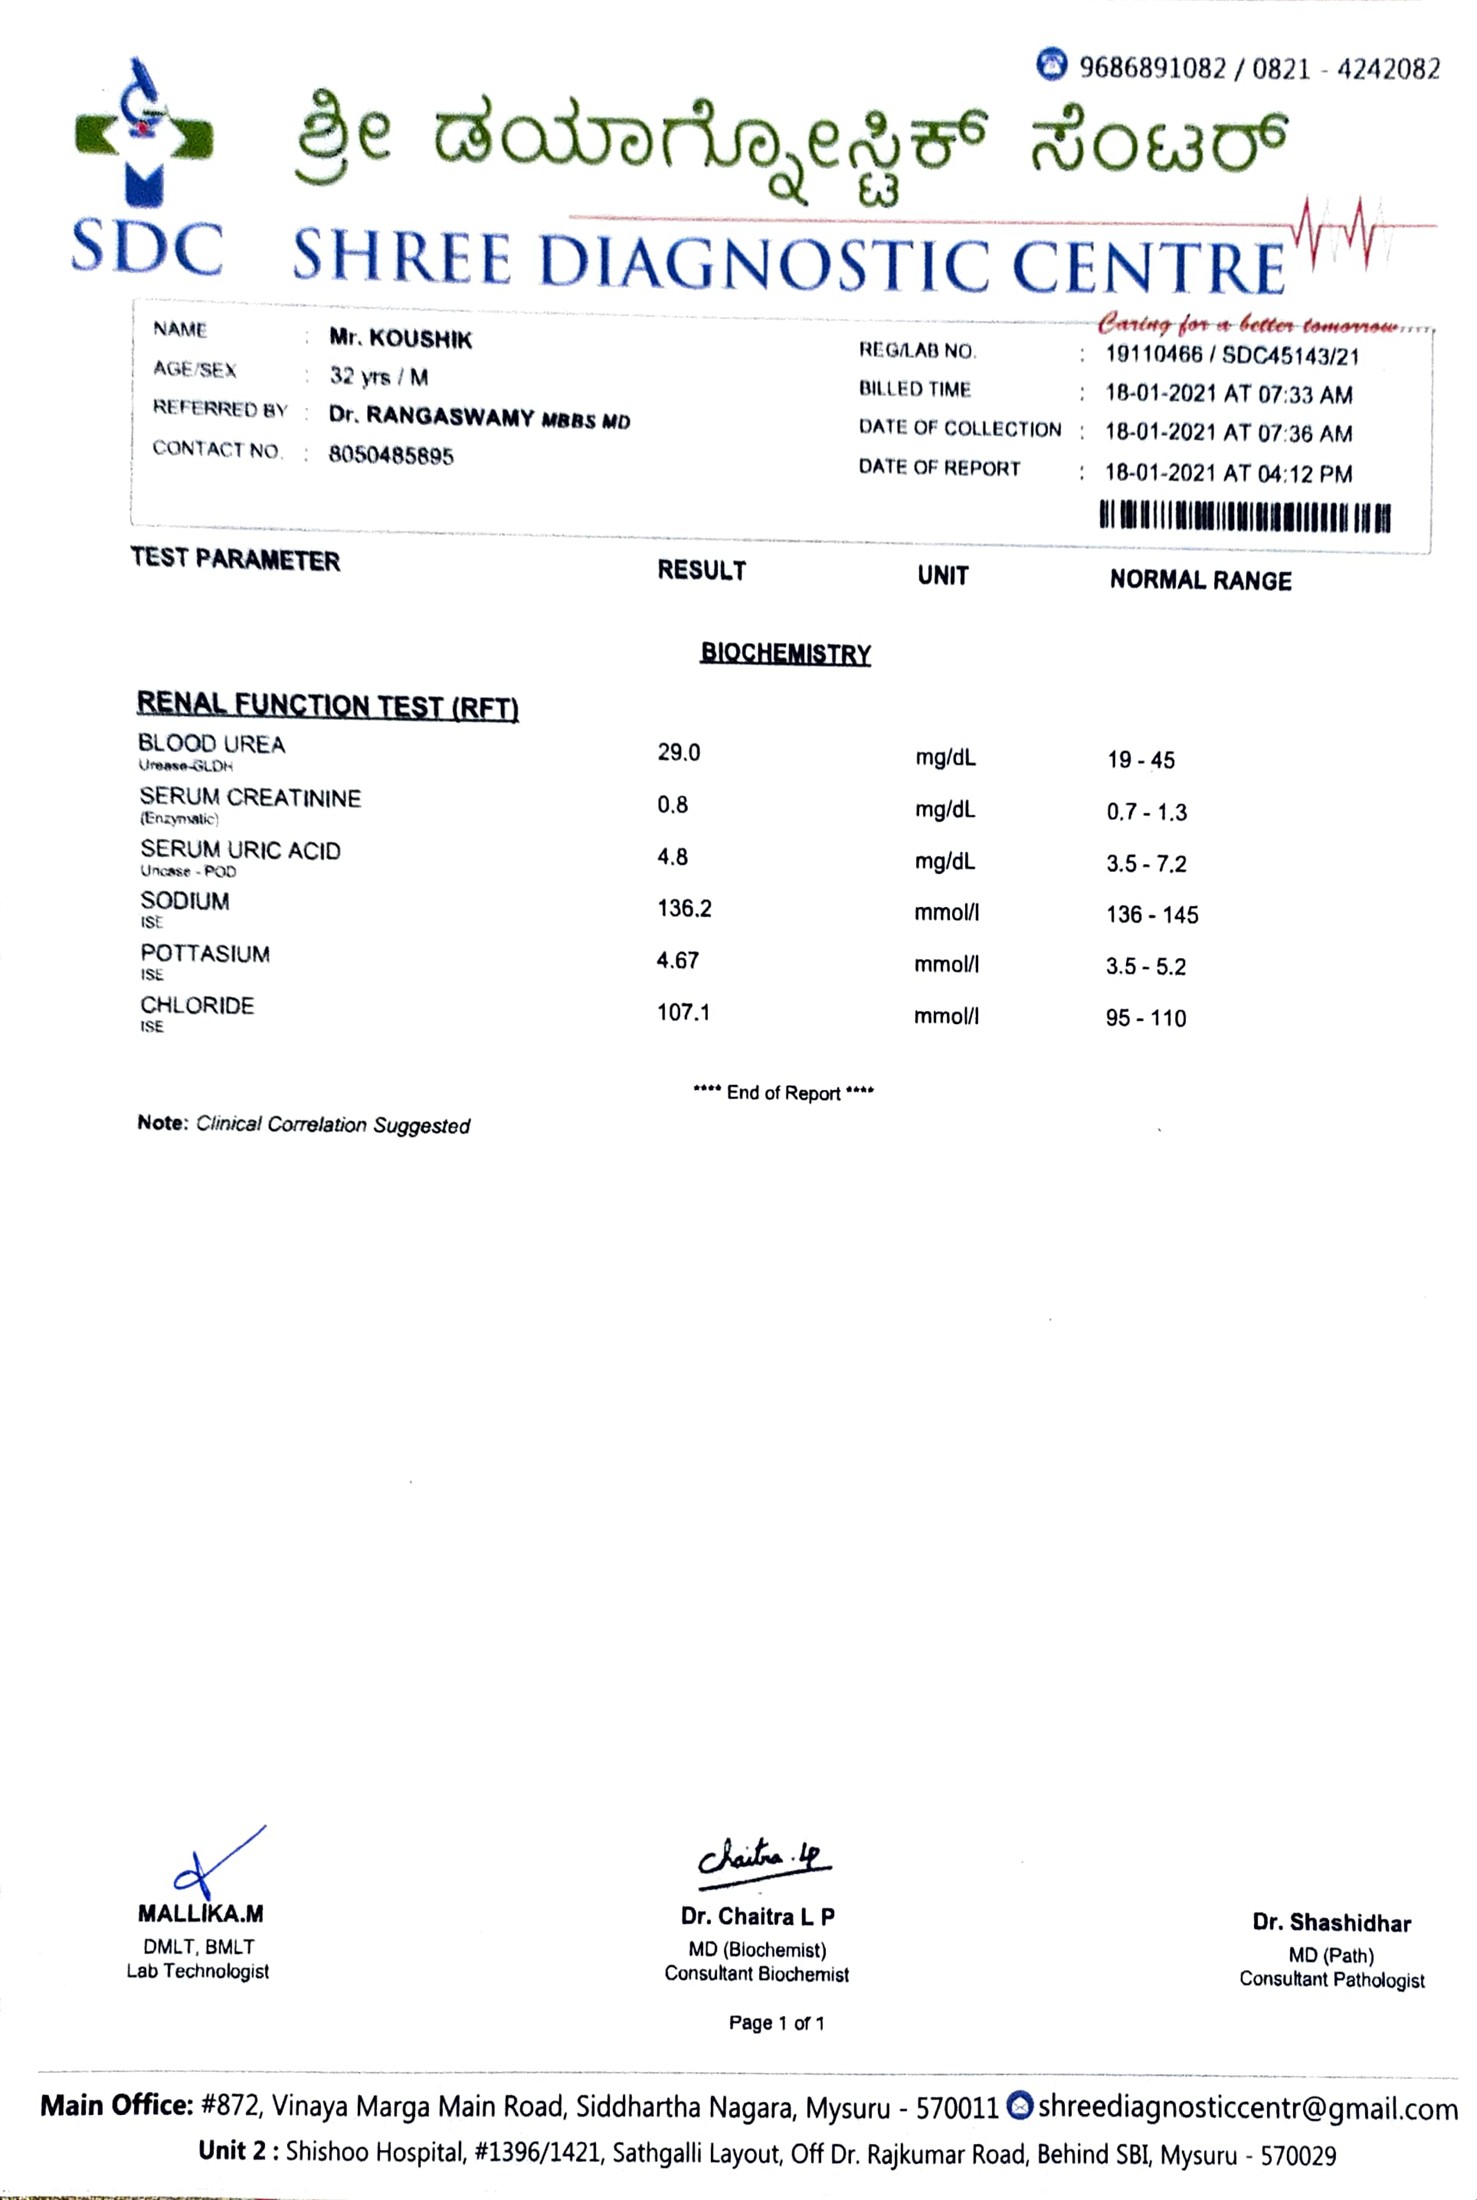 9686891082 / 0821 - 4242082
ಶ್ರೀ ಡಯಾಗ್ನೋಸ್ಟಿಕ್ ಸೆಂಟರ್
SDC SHREE DIAGNOSTIC CENTRE
Caring for a better tomorrow.....
NAME : Mr. KOUSHIK
AGE/SEX : 32 yrs / M
REFERRED BY : Dr. RANGASWAMY MBBS MD
CONTACT NO. : 8050485895
REG/LAB NO. : 19110466 / SDC45143/21
BILLED TIME : 18-01-2021 AT 07:33 AM
DATE OF COLLECTION : 18-01-2021 AT 07:36 AM
DATE OF REPORT : 18-01-2021 AT 04:12 PM
TEST PARAMETER RESULT UNIT NORMAL RANGE
BIOCHEMISTRY
RENAL FUNCTION TEST (RFT)
BLOOD UREA 29.0 mg/dL 19 - 45
Urease-GLDH
SERUM CREATININE 0.8 mg/dL 0.7 - 1.3
(Enzymatic)
SERUM URIC ACID 4.8 mg/dL 3.5 - 7.2
Uricase - POD
SODIUM 136.2 mmol/l 136 - 145
ISE
POTTASIUM 4.67 mmol/l 3.5 - 5.2
ISE
CHLORIDE 107.1 mmol/l 95 - 110
ISE
**** End of Report ****
Note: Clinical Correlation Suggested
Chaitra. LP
MALLIKA.M
DMLT, BMLT
Lab Technologist
Dr. Chaitra L P
MD (Biochemist)
Consultant Biochemist
Dr. Shashidhar
MD (Path)
Consultant Pathologist
Page 1 of 1
Main Office: #872, Vinaya Marga Main Road, Siddhartha Nagara, Mysuru - 570011 shreediagnosticcentr@gmail.com
Unit 2 : Shishoo Hospital, #1396/1421, Sathgalli Layout, Off Dr. Rajkumar Road, Behind SBI, Mysuru - 570029